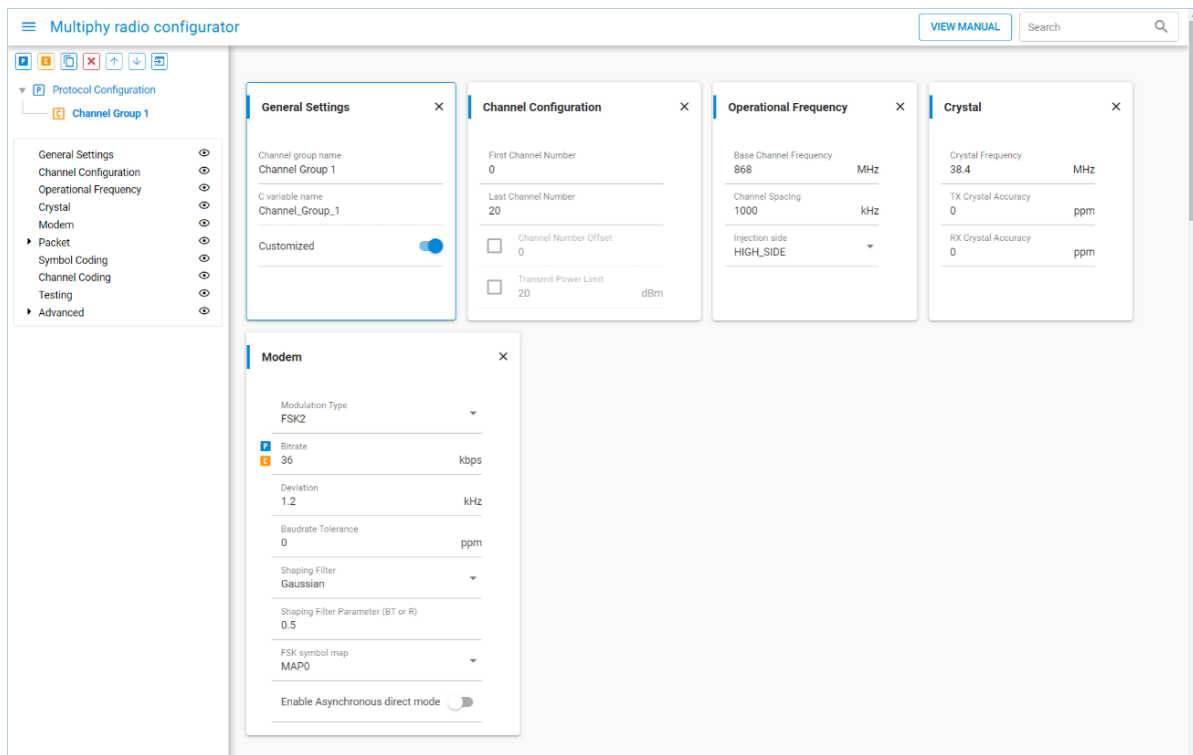 Multiphy radio configurator
VIEW MANUAL
Search
P
C
P Protocol Configuration
C Channel Group 1
General Settings
Channel Configuration
Operational Frequency
Crystal
Modem
Packet
Symbol Coding
Channel Coding
Testing
Advanced
General Settings
Channel group name
Channel Group 1
C variable name
Channel_Group_1
Customized
Channel Configuration
First Channel Number
0
Last Channel Number
20
Channel Number Offset
0
Transmit Power Limit
20 dBm
Operational Frequency
Base Channel Frequency
868 MHz
Channel Spacing
1000 kHz
Injection side
HIGH_SIDE
Crystal
Crystal Frequency
38.4 MHz
TX Crystal Accuracy
0 ppm
RX Crystal Accuracy
0 ppm
Modem
Modulation Type
FSK2
P Bitrate
C 36 kbps
Deviation
1.2 kHz
Baudrate Tolerance
0 ppm
Shaping Filter
Gaussian
Shaping Filter Parameter (BT or R)
0.5
FSK symbol map
MAP0
Enable Asynchronous direct mode